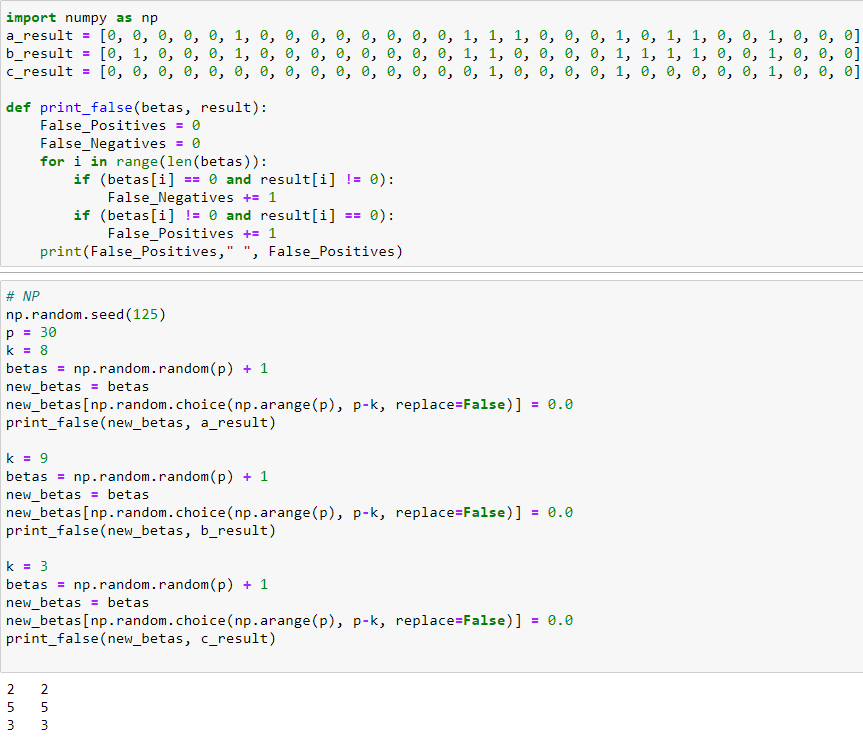 import numpy as np
a_result = [0, 0, 0, 0, 0, 1, 0, 0, 0, 0, 0, 0, 0, 0, 1, 1, 1, 0, 0, 0, 1, 0, 1, 1, 0, 0, 1, 0, 0, 0]
b_result = [0, 1, 0, 0, 0, 1, 0, 0, 0, 0, 0, 0, 0, 0, 1, 1, 0, 0, 0, 0, 1, 1, 1, 1, 0, 0, 1, 0, 0, 0]
c_result = [0, 0, 0, 0, 0, 0, 0, 0, 0, 0, 0, 0, 0, 0, 0, 1, 0, 0, 0, 0, 1, 0, 0, 0, 0, 0, 1, 0, 0, 0]
def print_false(betas, result):
    False_Positives = 0
    False_Negatives = 0
    for i in range(len(betas)):
        if (betas[i] == 0 and result[i] != 0):
            False_Negatives += 1
        if (betas[i] != 0 and result[i] == 0):
            False_Positives += 1
    print(False_Positives," ", False_Positives)
# NP
np.random.seed(125)
p = 30
k = 8
betas = np.random.random(p) + 1
new_betas = betas
new_betas[np.random.choice(np.arange(p), p-k, replace=False)] = 0.0
print_false(new_betas, a_result)
k = 9
betas = np.random.random(p) + 1
new_betas = betas
new_betas[np.random.choice(np.arange(p), p-k, replace=False)] = 0.0
print_false(new_betas, b_result)
k = 3
betas = np.random.random(p) + 1
new_betas = betas
new_betas[np.random.choice(np.arange(p), p-k, replace=False)] = 0.0
print_false(new_betas, c_result)
2   2
5   5
3   3